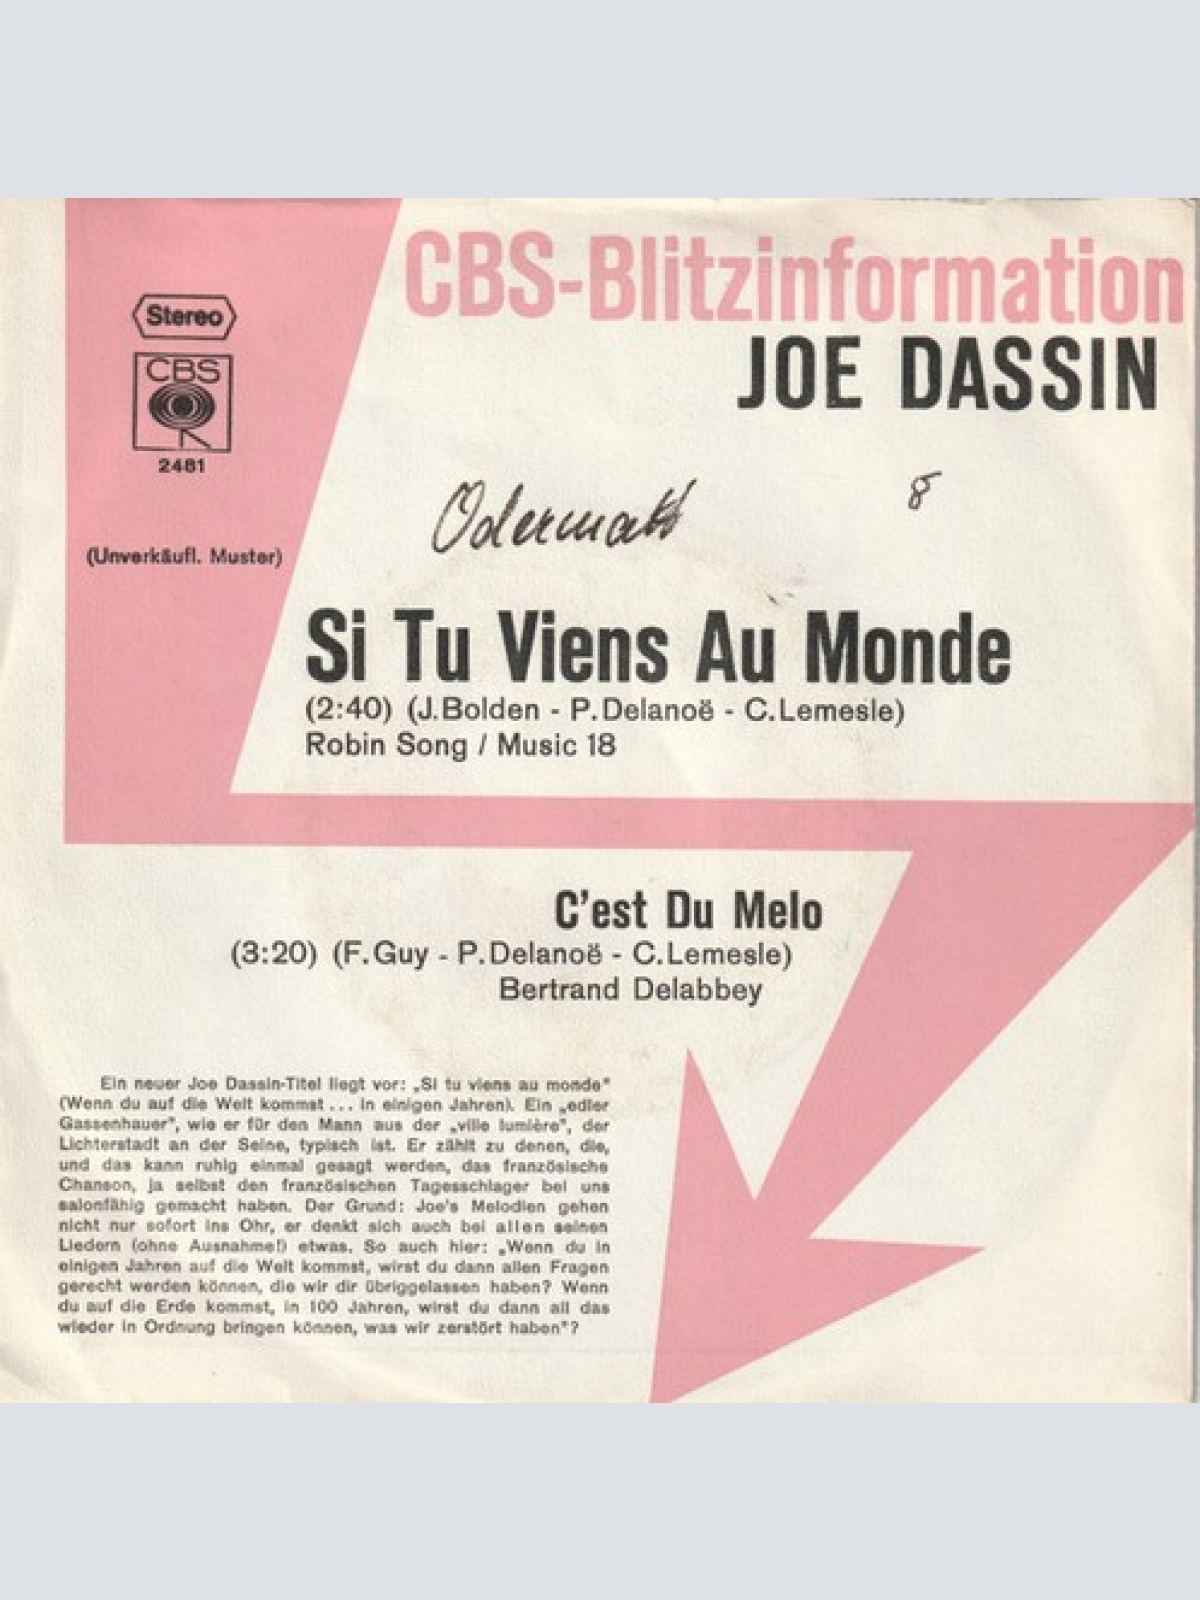 CBS-Blitzinformation
JOE DASSIN
Stereo
CBS
2481
(Unverkäufl. Muster)
Odermatt
8
Si Tu Viens Au Monde
(2:40) (J.Bolden - P.Delanoë - C.Lemesle)
Robin Song / Music 18
C'est Du Melo
(3:20) (F.Guy - P.Delanoë - C.Lemesle)
Bertrand Delabbey
Ein neuer Joe Dassin-Titel liegt vor: „Si tu viens au monde"
(Wenn du auf die Welt kommst ... in einigen Jahren). Ein „edler
Gassenhauer", wie er für den Mann aus der „ville lumière", der
Lichterstadt an der Seine, typisch ist. Er zählt zu denen, die,
und das kann ruhig einmal gesagt werden, das französische
Chanson, ja selbst den französischen Tagesschlager bei uns
salonfähig gemacht haben. Der Grund: Joe's Melodien gehen
nicht nur sofort ins Ohr, er denkt sich auch bei allen seinen
Liedern (ohne Ausnahme!) etwas. So auch hier: „Wenn du in
einigen Jahren auf die Welt kommst, wirst du dann allen Fragen
gerecht werden können, die wir dir übriggelassen haben? Wenn
du auf die Erde kommst, in 100 Jahren, wirst du dann all das
wieder in Ordnung bringen können, was wir zerstört haben"?